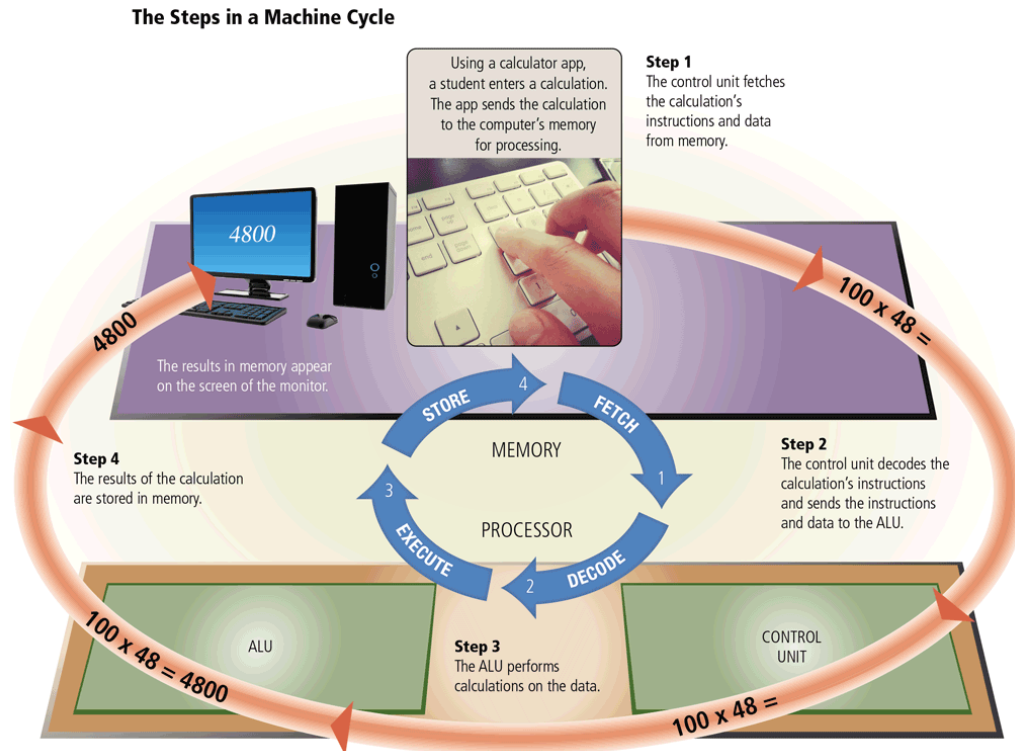 The Steps in a Machine Cycle
Using a calculator app,
a student enters a calculation.
The app sends the calculation
to the computer's memory
for processing.
Step 1
The control unit fetches
the calculation's
instructions and data
from memory.
4800
100 x 48 =
4800
The results in memory appear
on the screen of the monitor.
STORE
4
FETCH
1
MEMORY
Step 2
The control unit decodes the
calculation's instructions
and sends the instructions
and data to the ALU.
Step 4
The results of the calculation
are stored in memory.
3
EXECUTE
PROCESSOR
2
DECODE
ALU
100 x 48 = 4800
Step 3
The ALU performs
calculations on the data.
CONTROL
UNIT
100 x 48 =